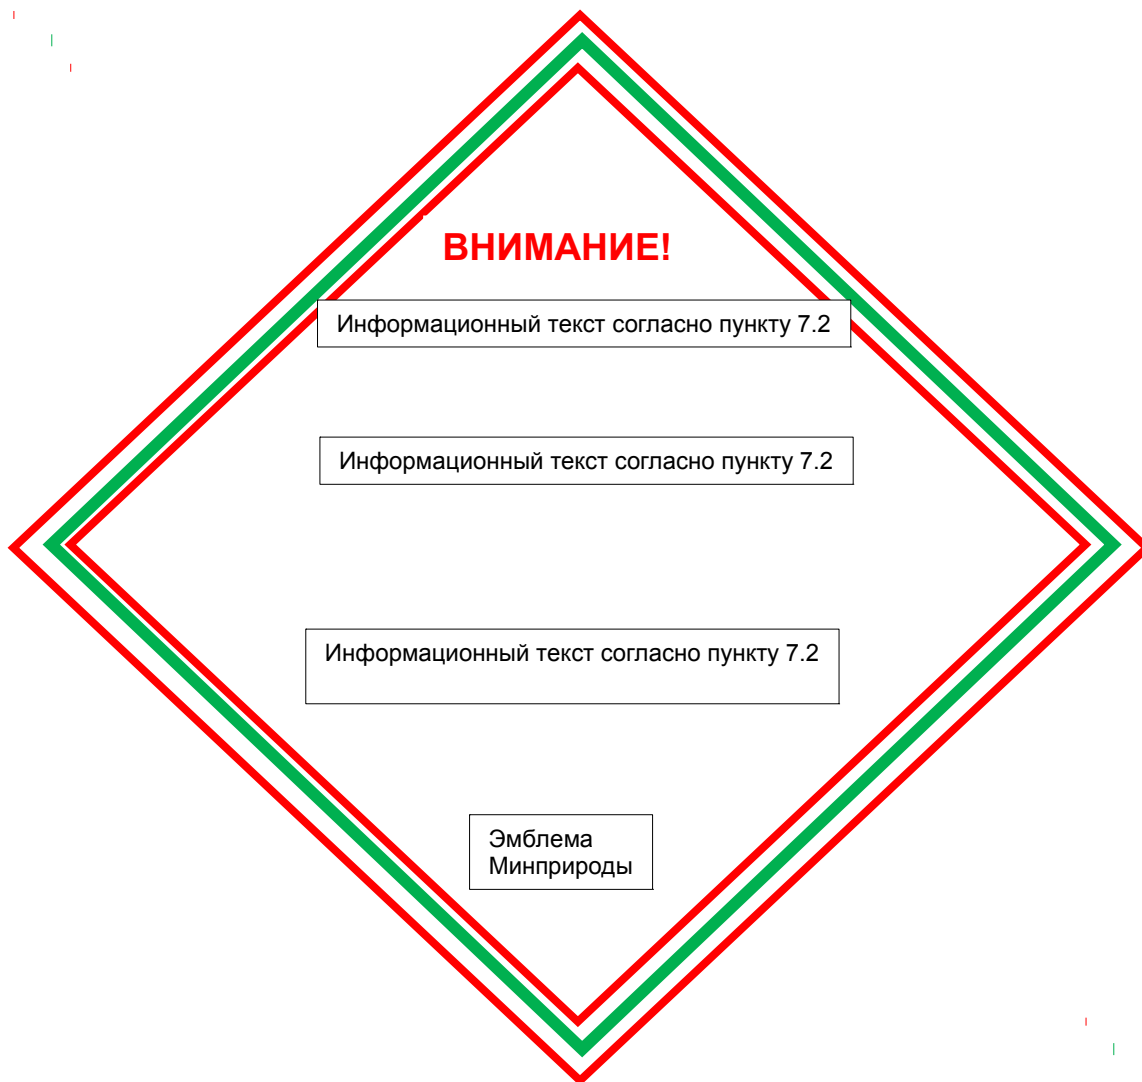 ВНИМАНИЕ!
Информационный текст согласно пункту 7.2
Информационный текст согласно пункту 7.2
Информационный текст согласно пункту 7.2
Эмблема
Минприроды